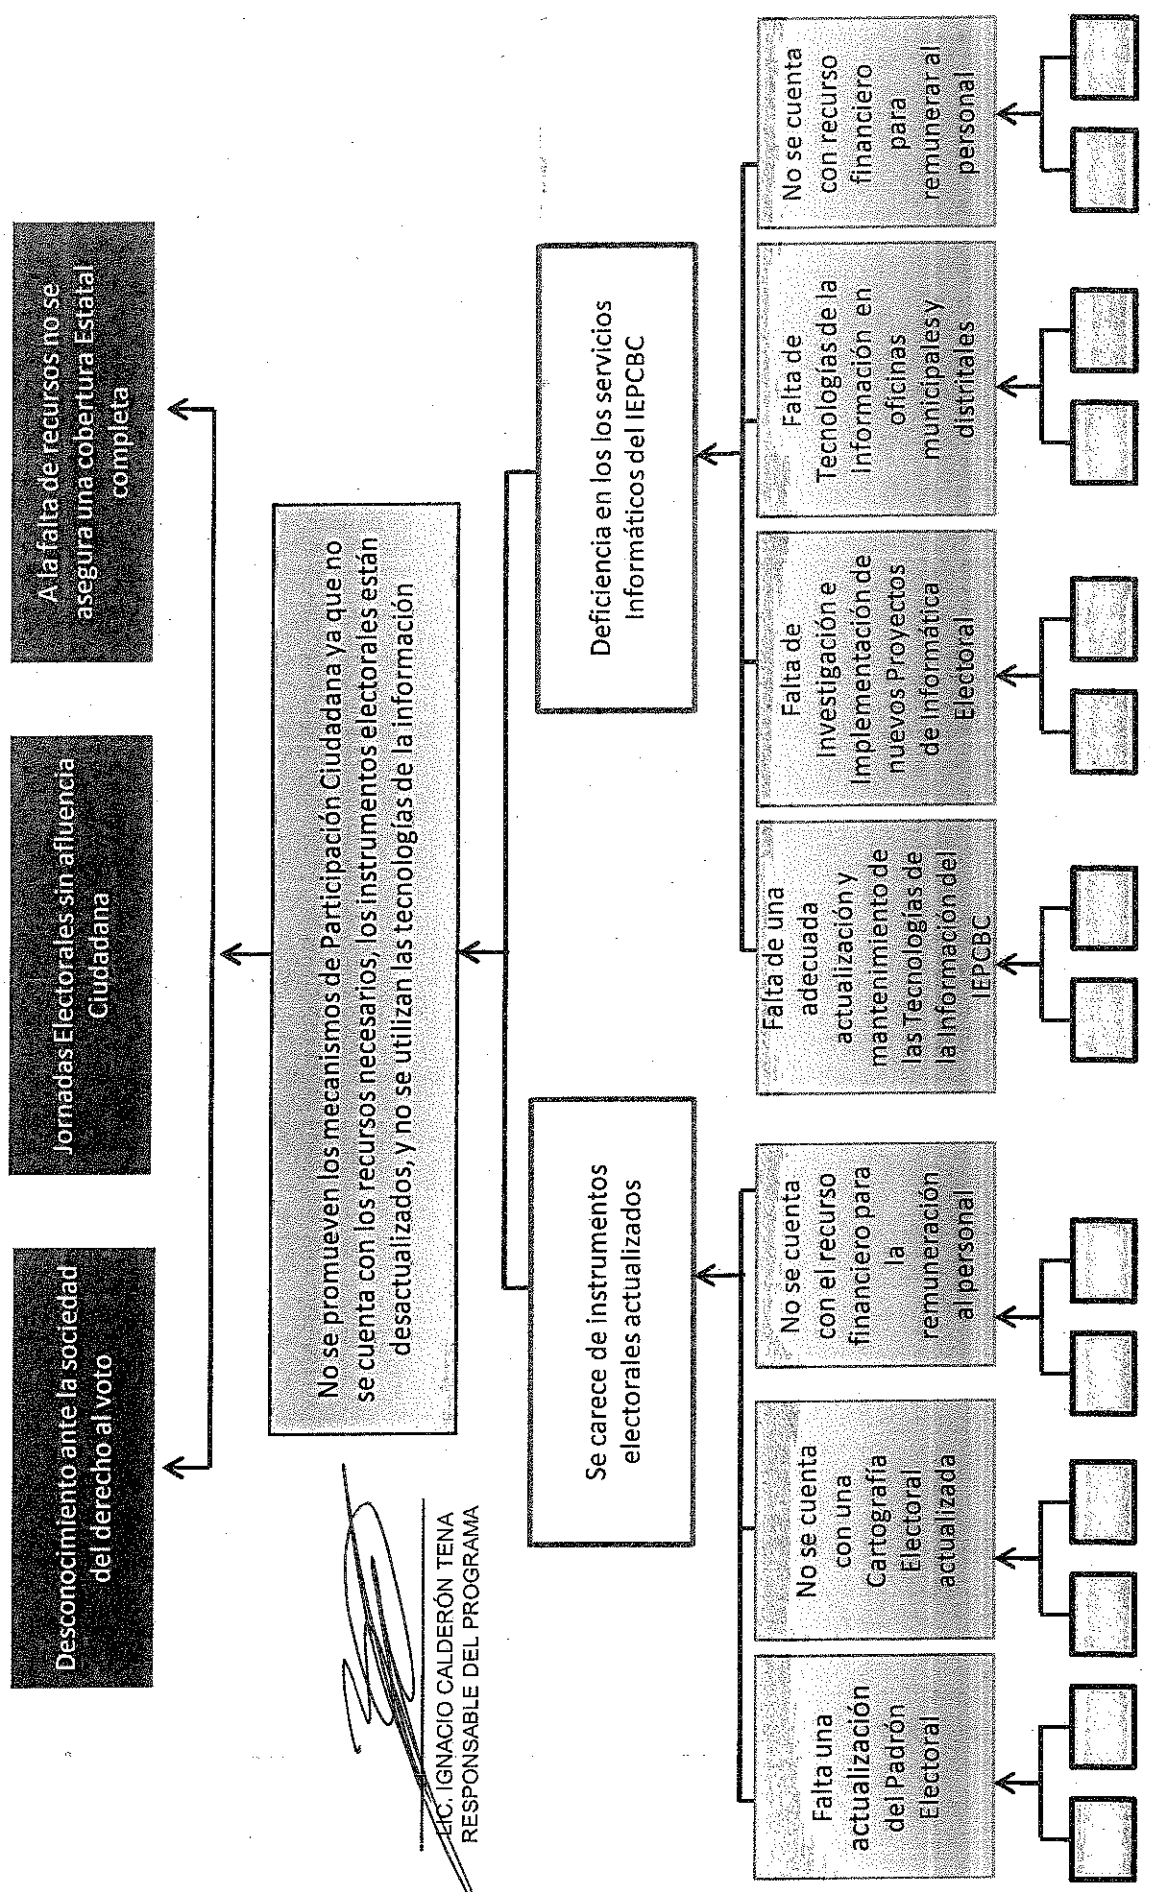 Desconocimiento ante la sociedad
del derecho al voto
Jornadas Electorales sin afluencia
Ciudadana
A la falta de recursos no se
asegura una cobertura Estatal
completa
No se promueven los mecanismos de Participación Ciudadana ya que no
se cuenta con los recursos necesarios, los instrumentos electorales están
desactualizados, y no se utilizan las tecnologías de la información
LIC. IGNACIO CALDERÓN TENA
RESPONSABLE DEL PROGRAMA
Se carece de instrumentos
electorales actualizados
Deficiencia en los los servicios
Informáticos del IEPCBC
Falta una
actualización
del Padrón
Electoral
No se cuenta
con una
Cartografía
Electoral
actualizada
No se cuenta
con el recurso
financiero para
la
remuneración
al personal
Falta de una
adecuada
actualización y
mantenimiento de
las Tecnologías de
la Información del
IEPCBC
Falta de
Investigación e
Implementación de
nuevos Proyectos
de Informática
Electoral
Falta de
Tecnologías de la
Información en
oficinas
municipales y
distritales
No se cuenta
con recurso
financiero
para
remunerar al
personal